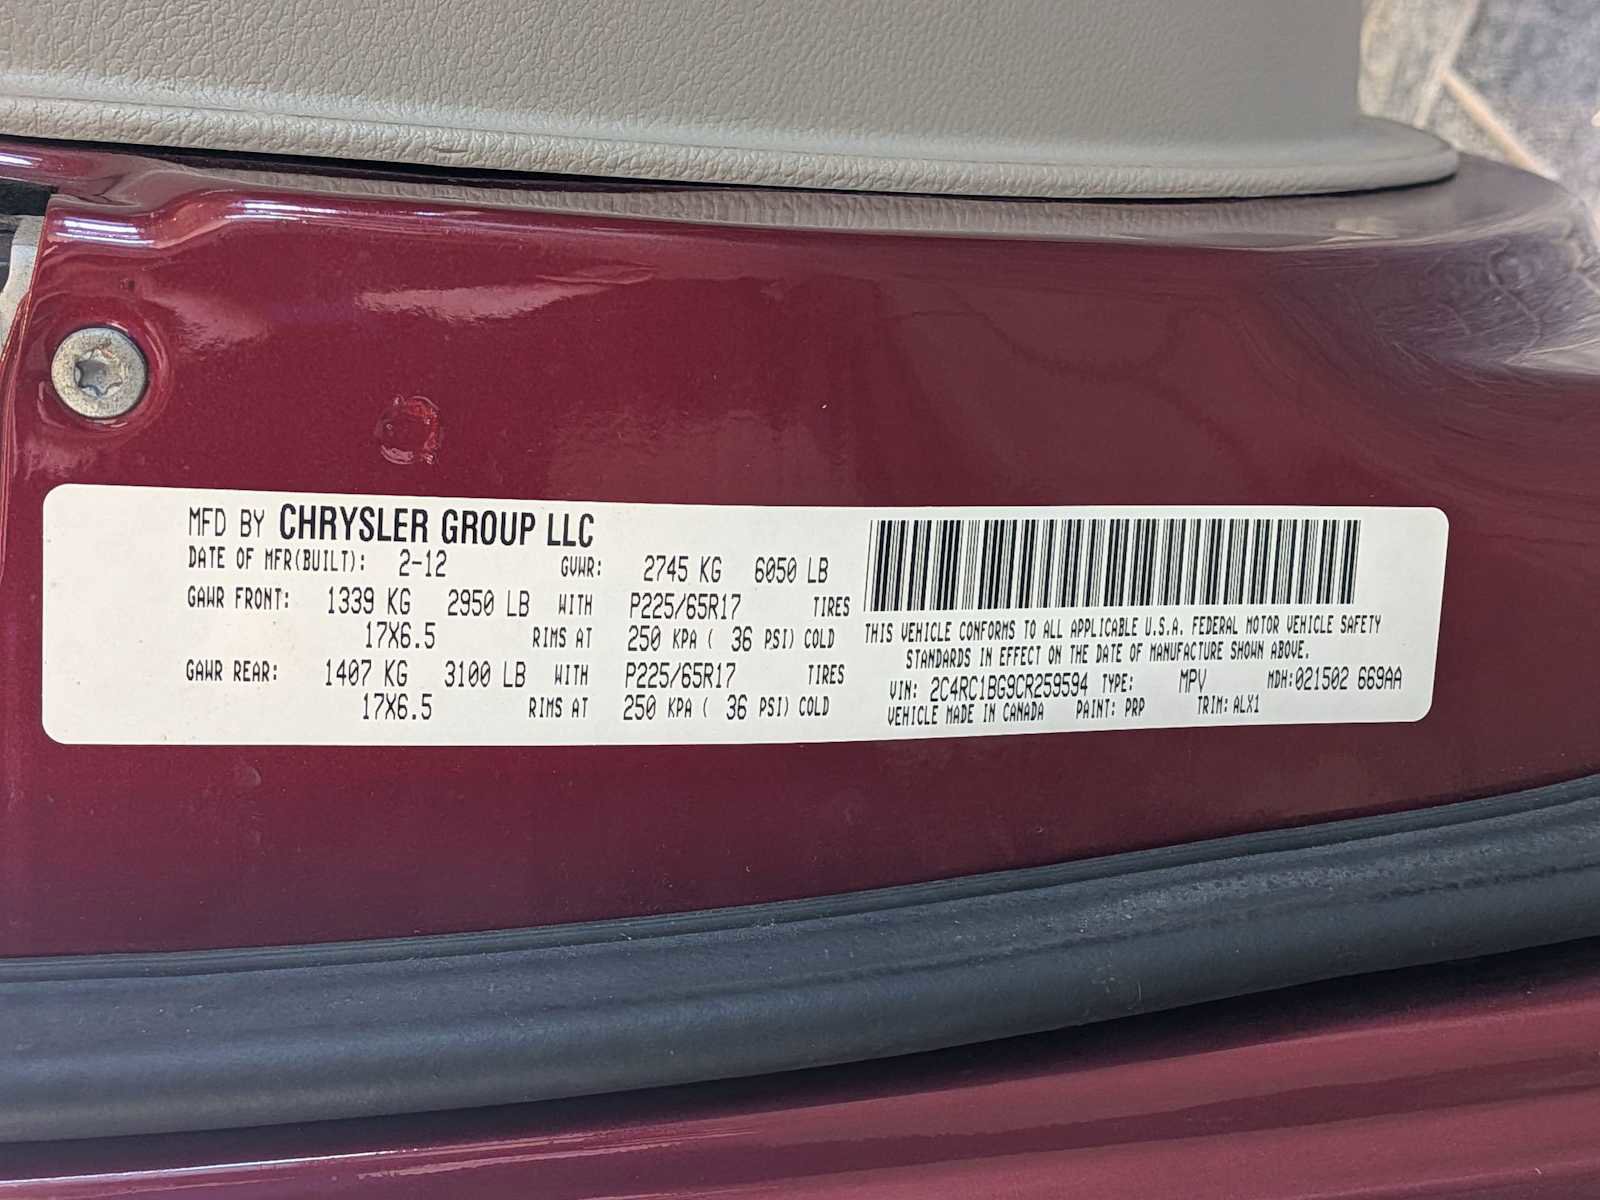 MFD BY CHRYSLER GROUP LLC
DATE OF MFR(BUILT): 2-12 GVWR: 2745 KG 6050 LB
GAWR FRONT: 1339 KG 2950 LB WITH P225/65R17 TIRES
17X6.5 RIMS AT 250 KPA ( 36 PSI) COLD
GAWR REAR: 1407 KG 3100 LB WITH P225/65R17 TIRES
17X6.5 RIMS AT 250 KPA ( 36 PSI) COLD
THIS VEHICLE CONFORMS TO ALL APPLICABLE U.S.A. FEDERAL MOTOR VEHICLE SAFETY
STANDARDS IN EFFECT ON THE DATE OF MANUFACTURE SHOWN ABOVE.
VIN: 2C4RC1BG9CR259594 TYPE: MPV MDH:021502 669AA
VEHICLE MADE IN CANADA PAINT: PRP TRIM: ALX1